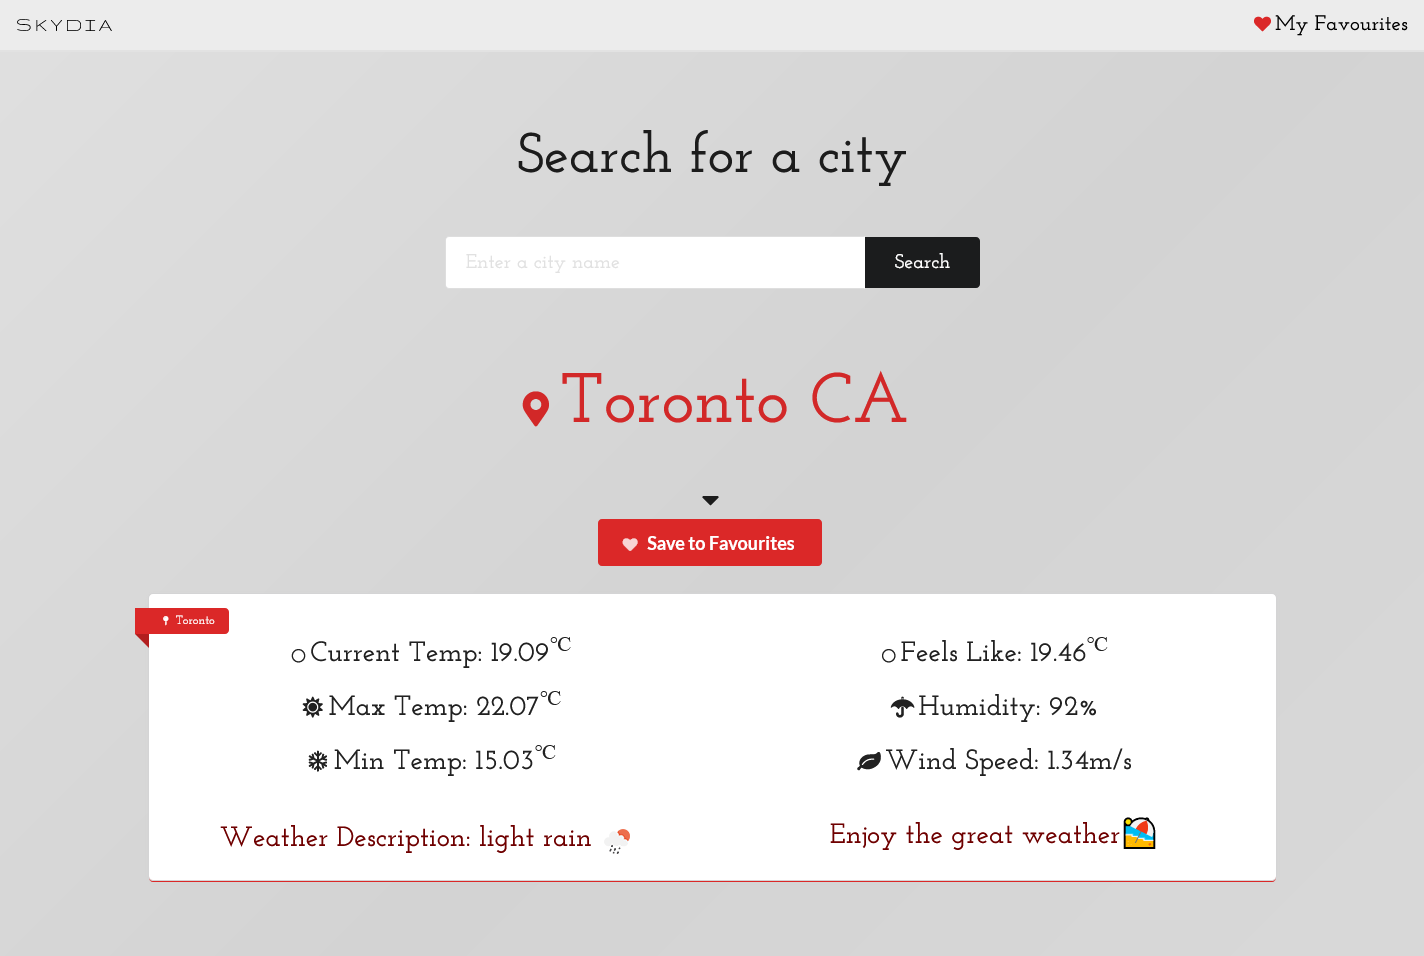 SKYDIA
My Favourites
Search for a city
Enter a city name
Search
Toronto CA
Save to Favourites
Toronto
Current Temp: 19.09°C
Feels Like: 19.46°C
Max Temp: 22.07°C
Humidity: 92%
Min Temp: 15.03°C
Wind Speed: 1.34m/s
Weather Description: light rain
Enjoy the great weather